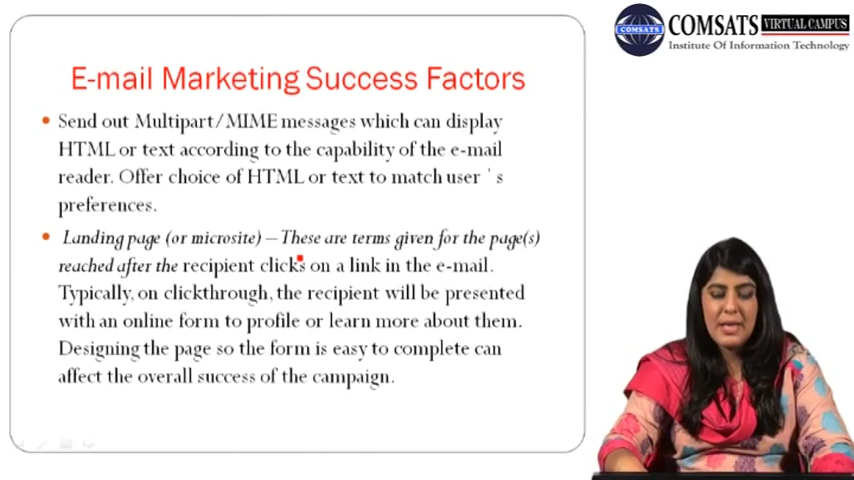 COMSATS VIRTUAL CAMPUS
COMSATS
Institute Of Information Technology
E-mail Marketing Success Factors
• Send out Multipart/MIME messages which can display
HTML or text according to the capability of the e-mail
reader. Offer choice of HTML or text to match user ' s
preferences.
• Landing page (or microsite) – These are terms given for the page(s)
reached after the recipient clicks on a link in the e-mail.
Typically, on clickthrough, the recipient will be presented
with an online form to profile or learn more about them.
Designing the page so the form is easy to complete can
affect the overall success of the campaign.